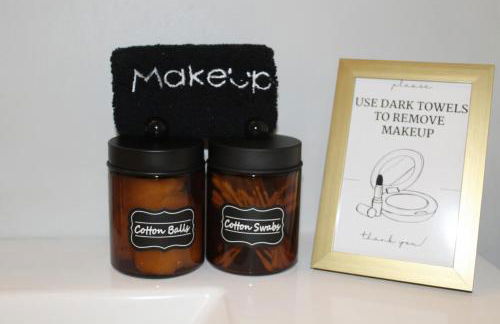 Makeup
please
USE DARK TOWELS
TO REMOVE
MAKEUP
thank you!
Cotton Balls
Cotton Swabs